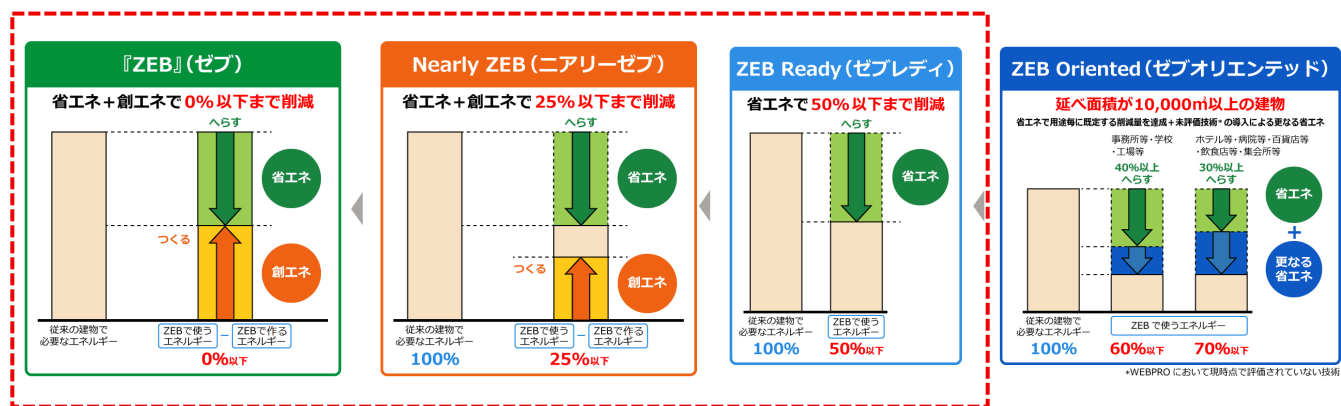 『ZEB』(ゼブ)
省エネ+創エネで0%以下まで削減
へらす
省エネ
つくる
創エネ
従来の建物で
必要なエネルギー
ZEBで使う
エネルギー
−
ZEBで作る
エネルギー
0%以下
Nearly ZEB(ニアリーゼブ)
省エネ+創エネで25%以下まで削減
へらす
省エネ
つくる
創エネ
従来の建物で
必要なエネルギー
100%
ZEBで使う
エネルギー
−
ZEBで作る
エネルギー
25%以下
ZEB Ready(ゼブレディ)
省エネで50%以下まで削減
へらす
省エネ
従来の建物で
必要なエネルギー
100%
ZEBで使う
エネルギー
50%以下
ZEB Oriented(ゼブオリエンテッド)
延べ面積が10,000㎡以上の建物
省エネで用途毎に既定する削減量を達成+未評価技術*の導入による更なる省エネ
事務所等・学校
・工場等
40%以上
へらす
ホテル等・病院等・百貨店等
・飲食店等・集会所等
30%以上
へらす
省エネ
+
更なる
省エネ
従来の建物で
必要なエネルギー
100%
ZEBで使うエネルギー
60%以下
70%以下
*WEBPROにおいて現時点で評価されていない技術